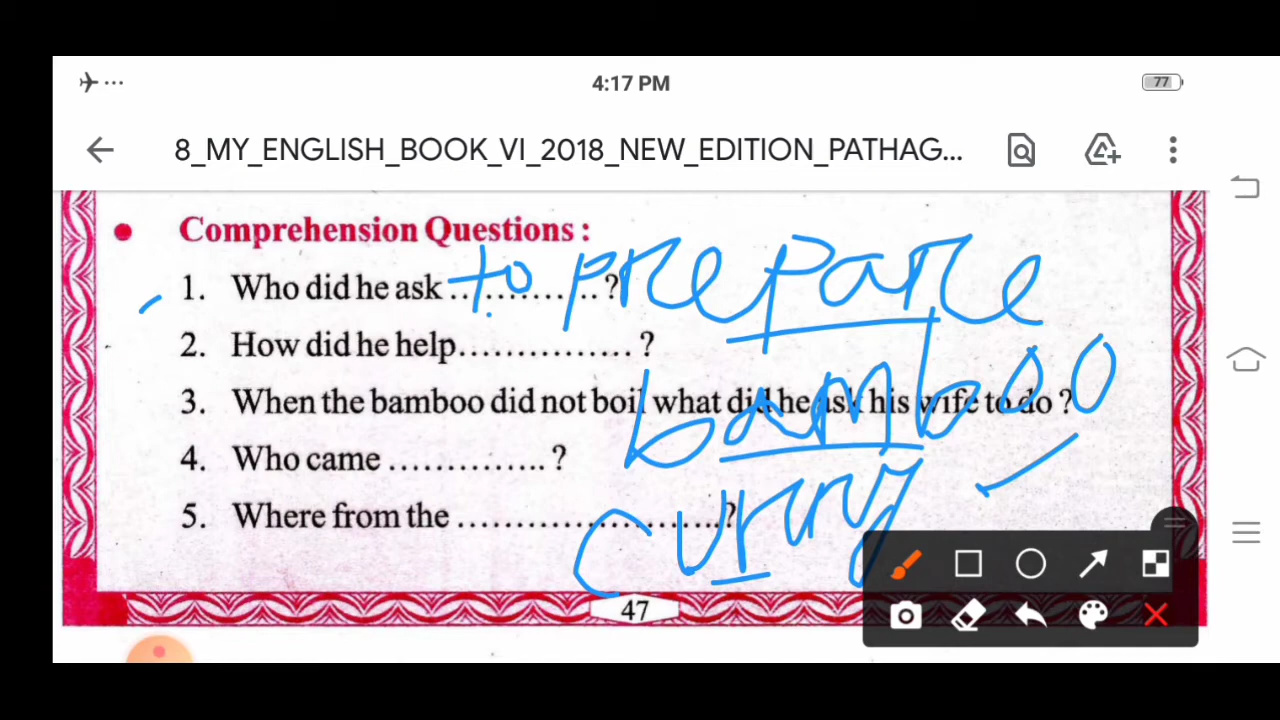 4:17 PM
77
8_MY_ENGLISH_BOOK_VI_2018_NEW_EDITION_PATHAG...
Comprehension Questions :
1. Who did he ask ............. ?
to prepare
2. How did he help............... ?
3. When the bamboo did not boil what did he ask his wife to do ?
bamboo
4. Who came .............. ?
5. Where from the ....................... ?
curry
47